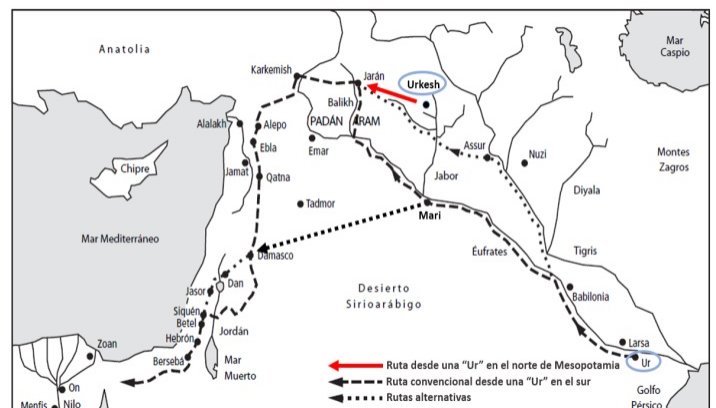 Anatolia
Mar
Caspio
Karkemish
Jarán
Urkesh
Balikh
PADÁN ARAM
Alalakh
Alepo
Ebla
Emar
Assur
Nuzi
Montes
Zagros
Chipre
Jamat
Qatna
Jabor
Diyala
Tadmor
Mari
Mar Mediterráneo
Damasco
Éufrates
Tigris
Dan
Jasor
Desierto
Sirioarábigo
Babilonia
Siquén
Betel
Jordán
Hebrón
Zoan
Bersebá
Mar
Muerto
Larsa
Ur
Ruta desde una "Ur" en el norte de Mesopotamia
Ruta convencional desde una "Ur" en el sur
Rutas alternativas
On
Menfis
Nilo
Golfo
Pérsico